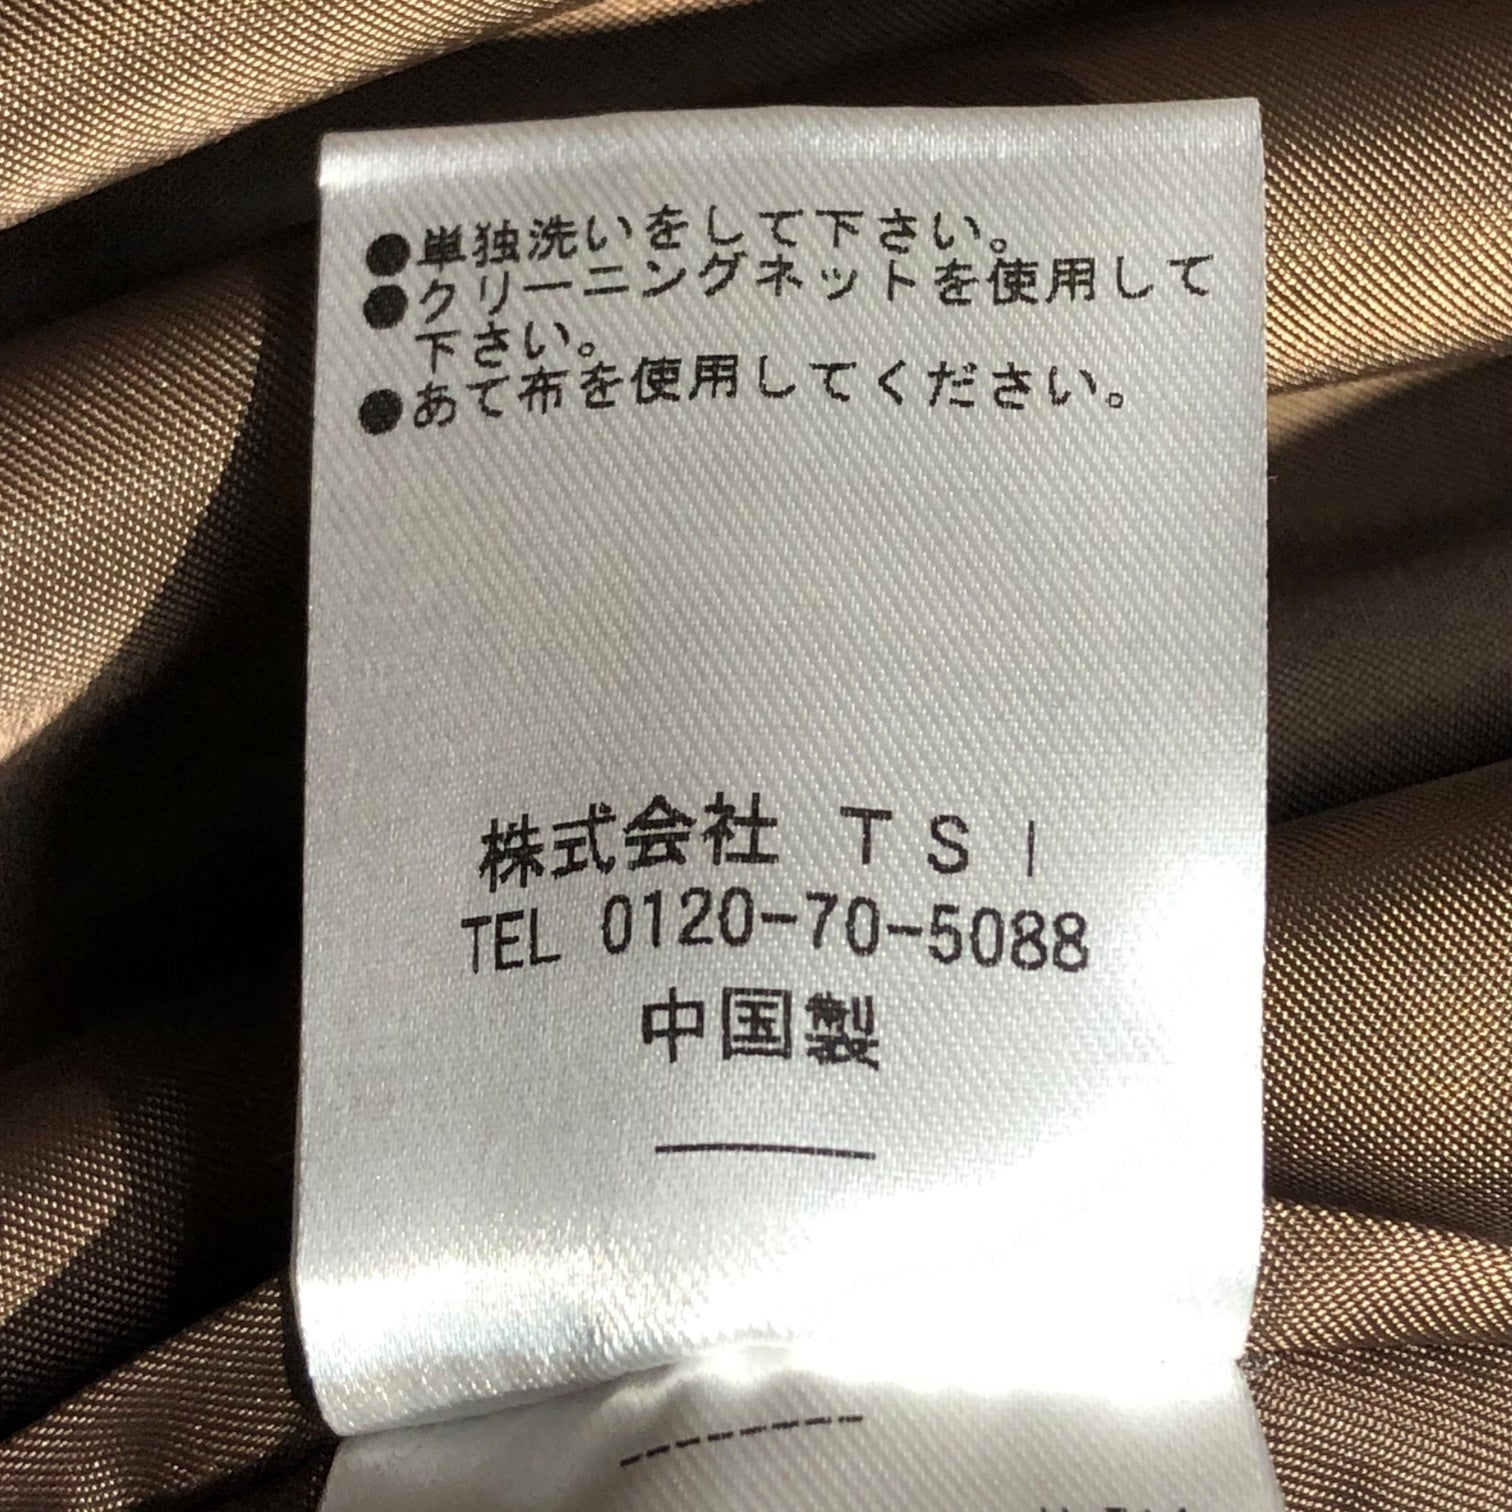 ●単独洗いをして下さい。
●クリーニングネットを使用して
下さい。
●あて布を使用してください。
株式会社 TSI
TEL 0120-70-5088
中国製